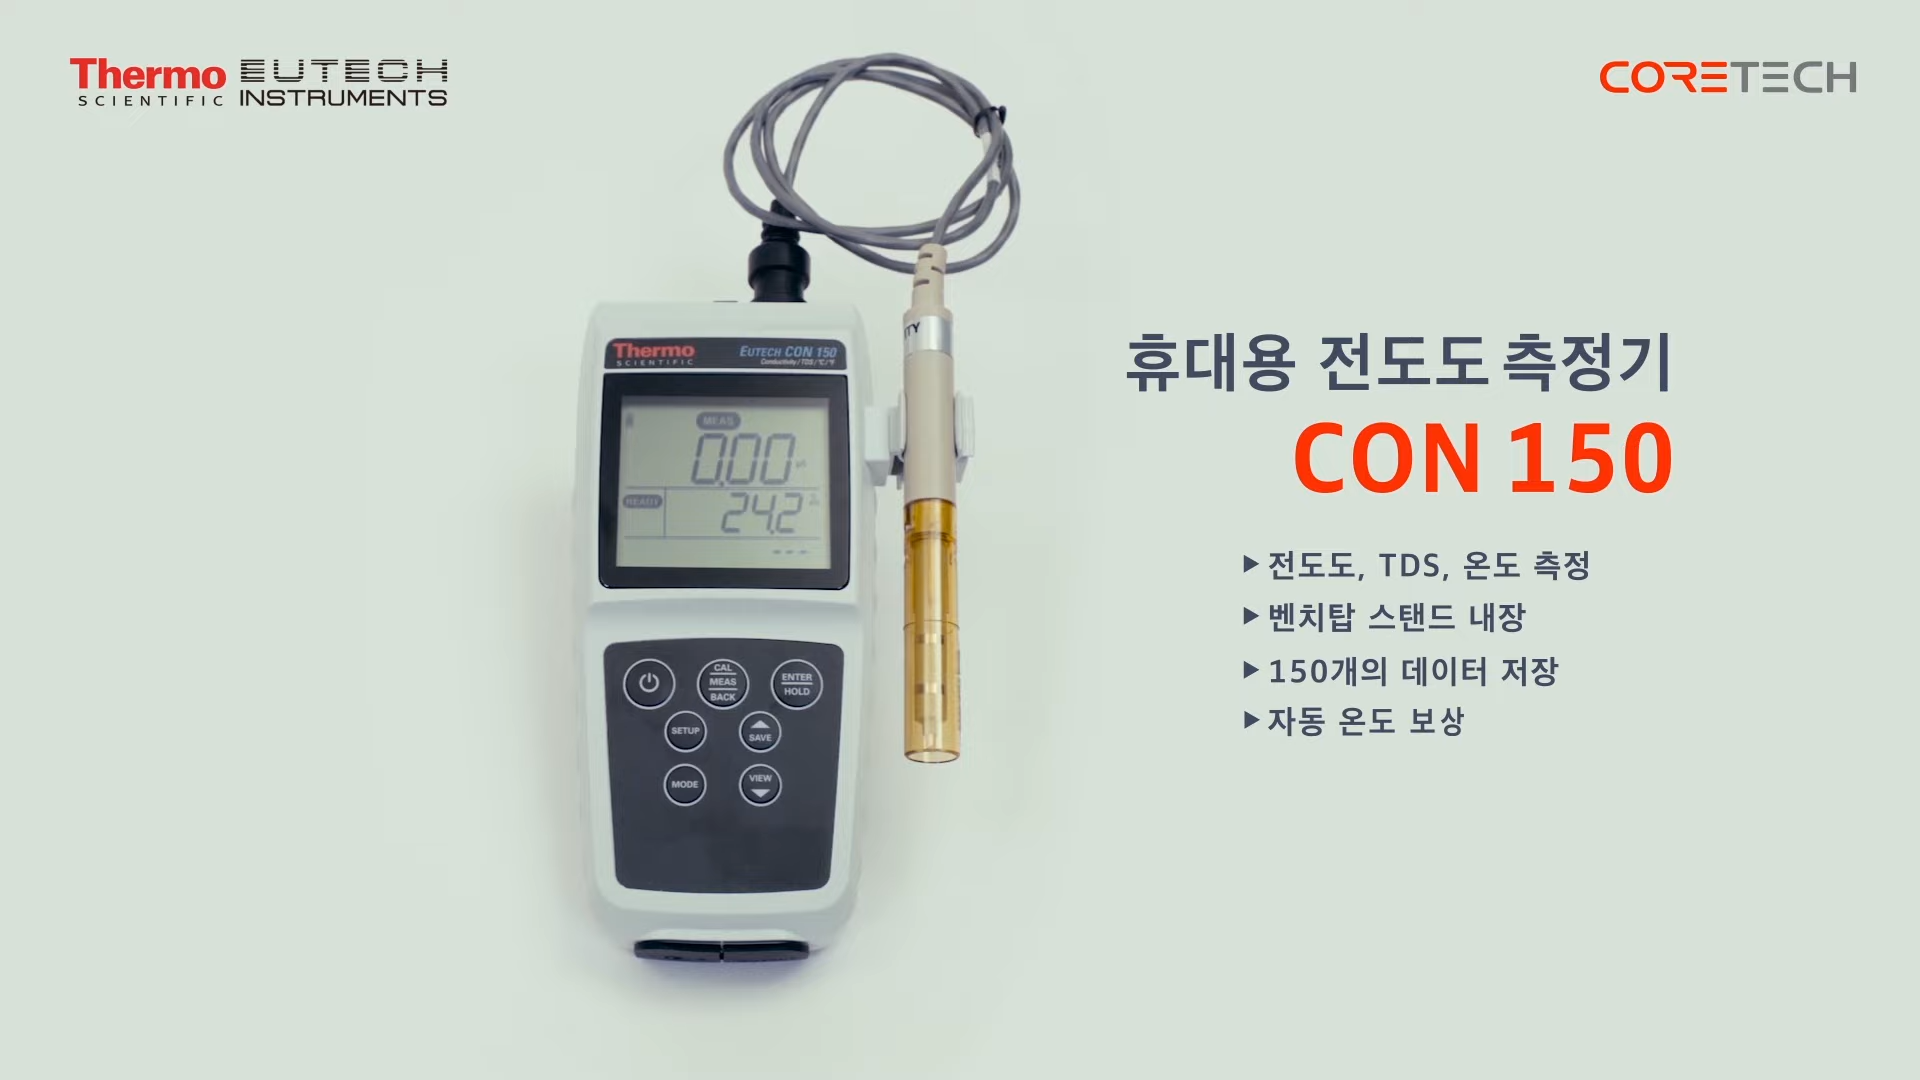 Thermo
SCIENTIFIC
EUTECH
INSTRUMENTS
CORETECH
Thermo
SCIENTIFIC
EUTECH CON 150
Conductivity / TDS / °C / °F
MEAS
0.00
READY
24.2
CAL
MEAS
BACK
ENTER
HOLD
SETUP
SAVE
MODE
VIEW
휴대용 전도도 측정기
CON 150
▶ 전도도, TDS, 온도 측정
▶ 벤치탑 스탠드 내장
▶ 150개의 데이터 저장
▶ 자동 온도 보상